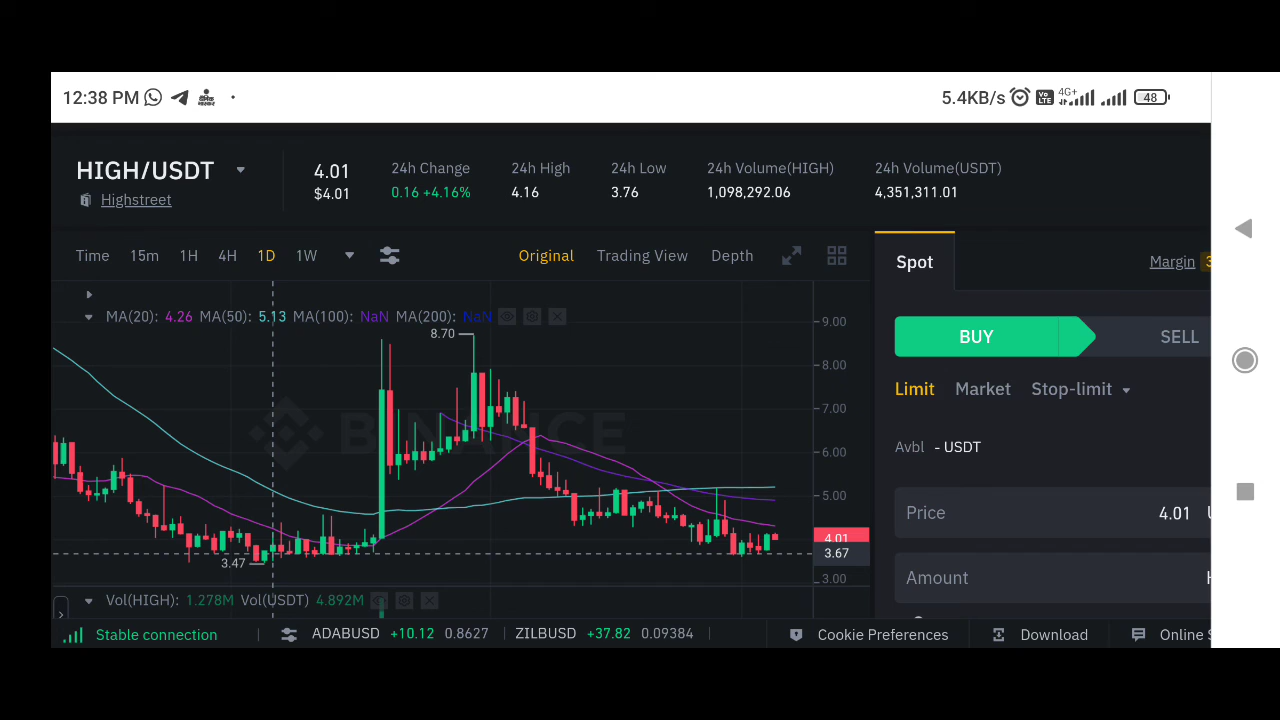 12:38 PM
5.4KB/s Vo LTE 4G+ 48
HIGH/USDT
Highstreet
4.01
$4.01
24h Change
0.16 +4.16%
24h High
4.16
24h Low
3.76
24h Volume(HIGH)
1,098,292.06
24h Volume(USDT)
4,351,311.01
Time 15m 1H 4H 1D 1W
Original Trading View Depth
MA(20): 4.26 MA(50): 5.13 MA(100): NaN MA(200): NaN
8.70
BINANCE
3.47
9.00
8.00
7.00
6.00
5.00
4.01
3.67
3.00
Vol(HIGH): 1.278M Vol(USDT) 4.892M
Spot
Margin 3
BUY SELL
Limit Market Stop-limit
Avbl - USDT
Price 4.01 U
Amount H
Stable connection
ADABUSD +10.12 0.8627
ZILBUSD +37.82 0.09384
Cookie Preferences
Download
Online S